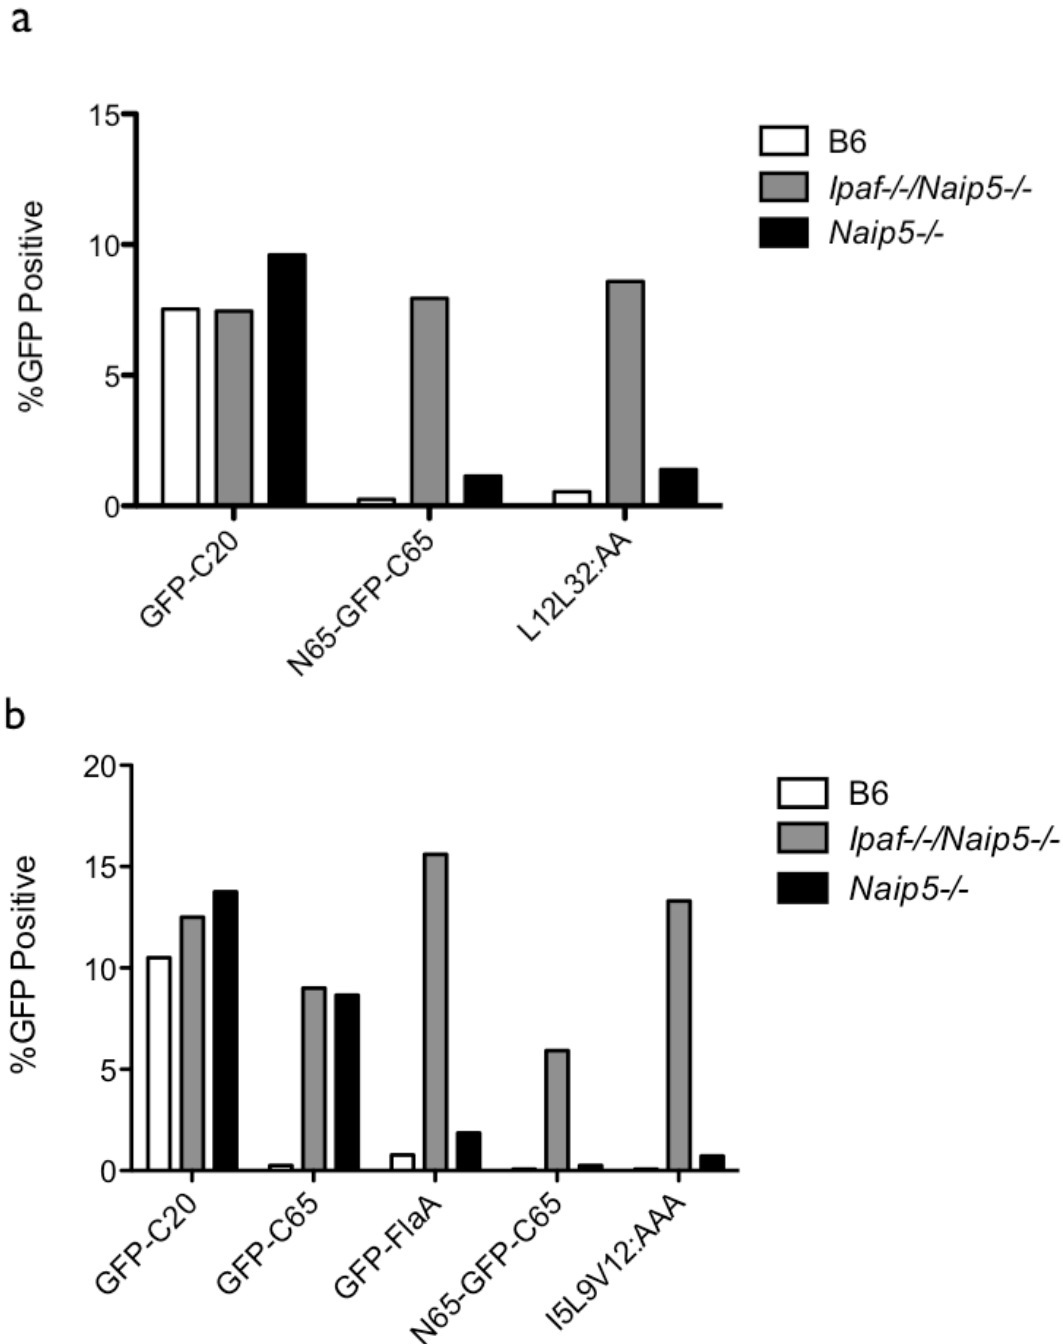 a
15
10
5
0
%GFP Positive
B6
Ipaf-/-/Naip5-/-
Naip5-/-
GFP-C20
N65-GFP-C65
L12L32:AA
b
20
15
10
5
0
%GFP Positive
B6
Ipaf-/-/Naip5-/-
Naip5-/-
GFP-C20
GFP-C65
GFP-FlaA
N65-GFP-C65
I5L9V12:AAA